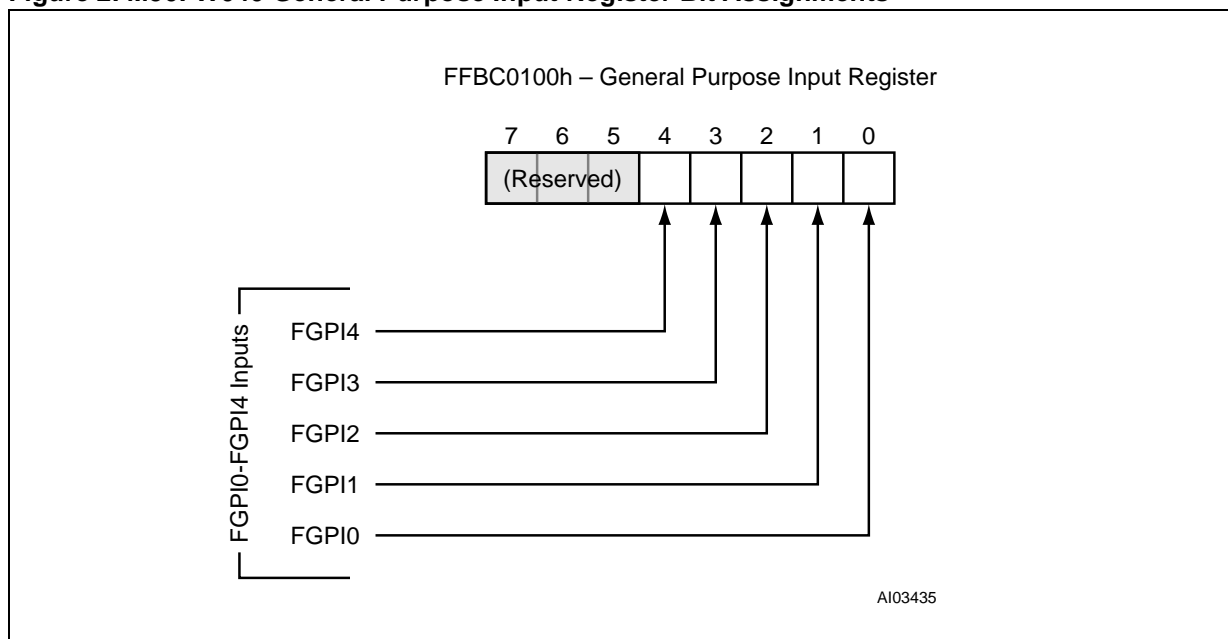 FFBC0100h – General Purpose Input Register
7 6 5 4 3 2 1 0
(Reserved)
FGPI0-FGPI4 Inputs
FGPI4
FGPI3
FGPI2
FGPI1
FGPI0
AI03435